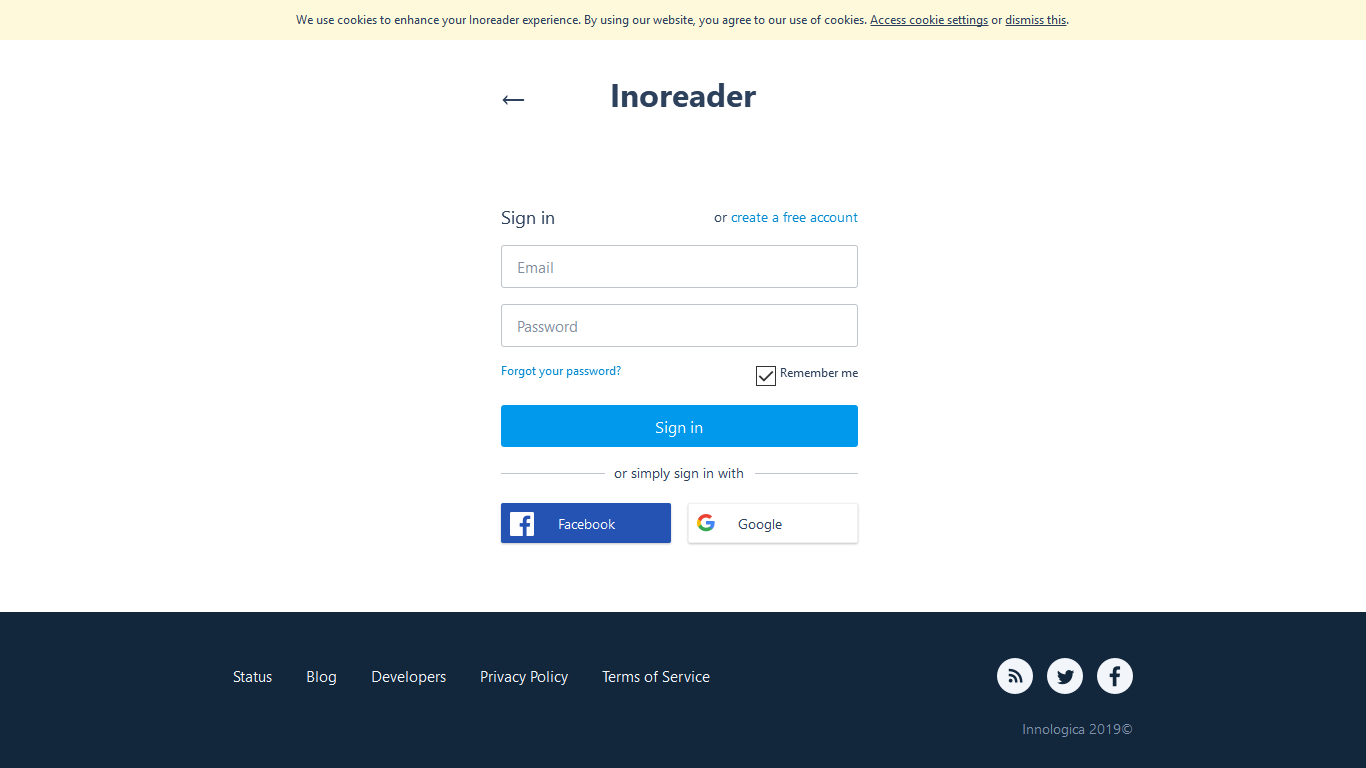 We use cookies to enhance your Inoreader experience. By using our website, you agree to our use of cookies. Access cookie settings or dismiss this.
← Inoreader
Sign in or create a free account
Email
Password
Forgot your password? Remember me
Sign in
or simply sign in with
Facebook Google
Status Blog Developers Privacy Policy Terms of Service
Innologica 2019©